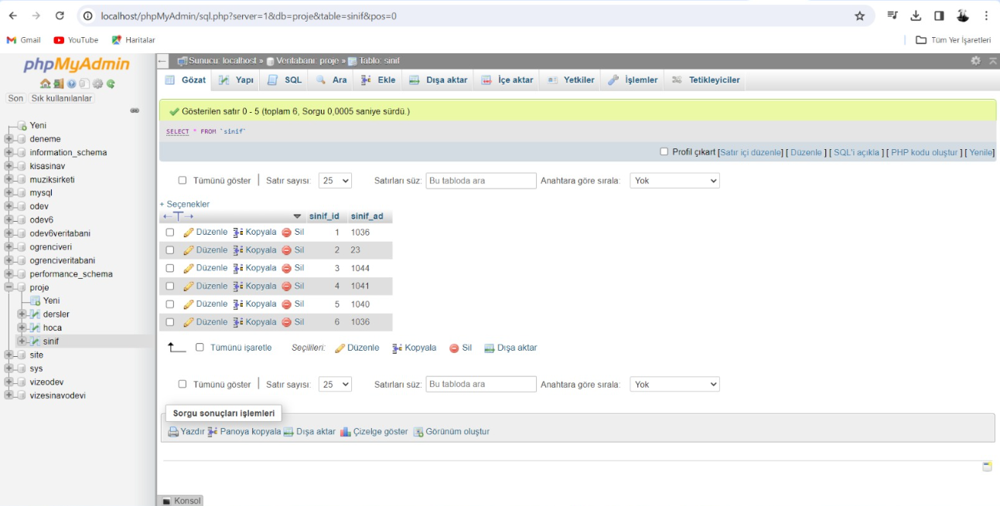 localhost/phpMyAdmin/sql.php?server=1&db=proje&table=sinif&pos=0
Gmail YouTube Haritalar Tüm Yer İşaretleri
phpMyAdmin
Son Sık kullanılanlar
Yeni
deneme
information_schema
kisasinav
muziksirketi
mysql
odev
odev6
odev6veritabani
ogrenciveri
ogrenciveritabani
performance_schema
proje
Yeni
dersler
hoca
sinif
site
sys
vizeodev
vizesinavodevi
Sunucu: localhost » Veritabanı: proje » Tablo: sinif
Gözat Yapı SQL Ara Ekle Dışa aktar İçe aktar Yetkiler İşlemler Tetikleyiciler
Gösterilen satır 0 - 5 (toplam 6, Sorgu 0,0005 saniye sürdü.)
SELECT * FROM `sinif`
Profil çıkart [Satır içi düzenle] [ Düzenle ] [ SQL'i açıkla ] [ PHP kodu oluştur ] [ Yenile]
Tümünü göster Satır sayısı: 25 Satırları süz: Bu tabloda ara Anahtara göre sırala: Yok
+ Seçenekler
←T→ sinif_id sinif_ad
Düzenle Kopyala Sil 1 1036
Düzenle Kopyala Sil 2 23
Düzenle Kopyala Sil 3 1044
Düzenle Kopyala Sil 4 1041
Düzenle Kopyala Sil 5 1040
Düzenle Kopyala Sil 6 1036
Tümünü işaretle Seçilileri: Düzenle Kopyala Sil Dışa aktar
Tümünü göster Satır sayısı: 25 Satırları süz: Bu tabloda ara Anahtara göre sırala: Yok
Sorgu sonuçları işlemleri
Yazdır Panoya kopyala Dışa aktar Çizelge göster Görünüm oluştur
Konsol